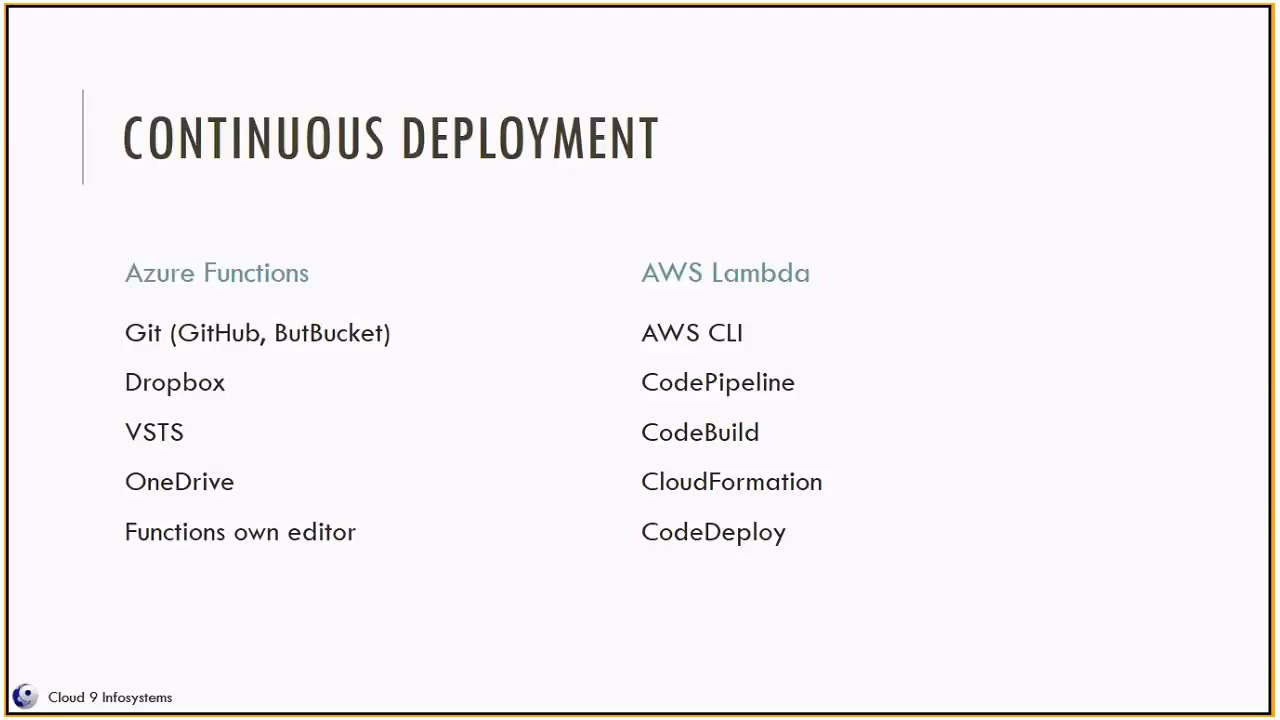 CONTINUOUS DEPLOYMENT
Azure Functions
Git (GitHub, ButBucket)
Dropbox
VSTS
OneDrive
Functions own editor
AWS Lambda
AWS CLI
CodePipeline
CodeBuild
CloudFormation
CodeDeploy
Cloud 9 Infosystems